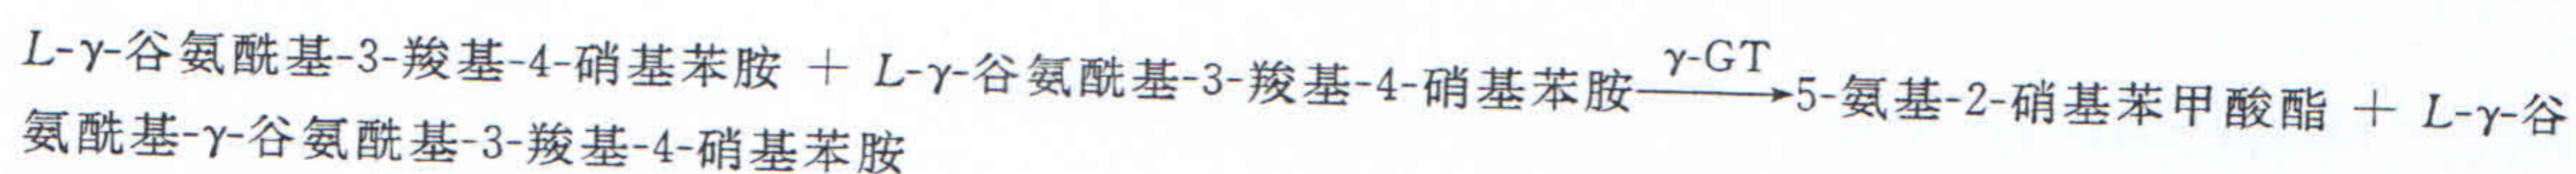 L-γ-谷氨酰基-3-羧基-4-硝基苯胺 + L-γ-谷氨酰基-3-羧基-4-硝基苯胺 $\xrightarrow{γ-GT}$ 5-氨基-2-硝基苯甲酸酯 + L-γ-谷
氨酰基-γ-谷氨酰基-3-羧基-4-硝基苯胺